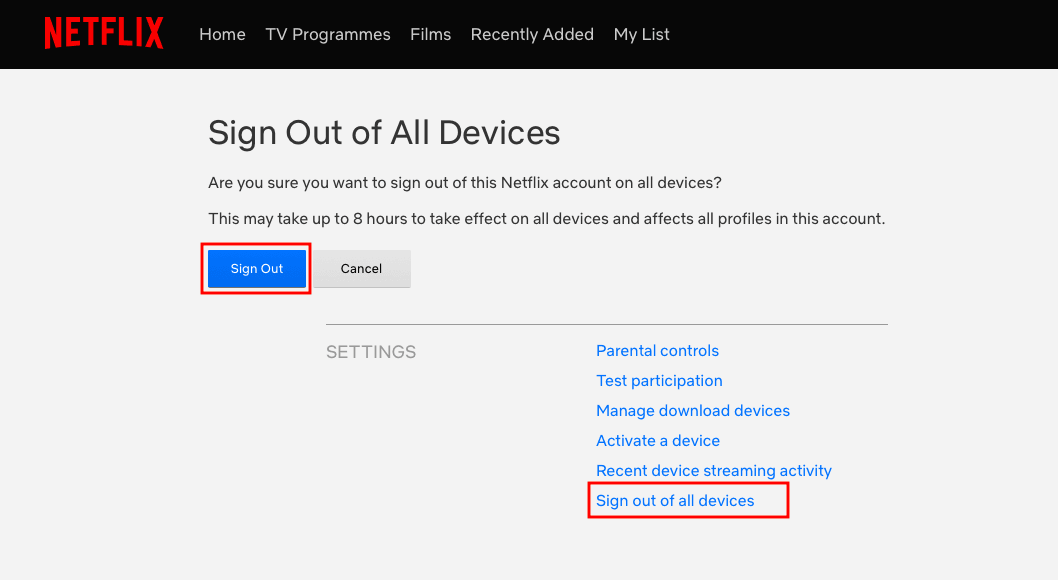 NETFLIX Home TV Programmes Films Recently Added My List
Sign Out of All Devices
Are you sure you want to sign out of this Netflix account on all devices?
This may take up to 8 hours to take effect on all devices and affects all profiles in this account.
Sign Out Cancel
SETTINGS Parental controls
Test participation
Manage download devices
Activate a device
Recent device streaming activity
Sign out of all devices